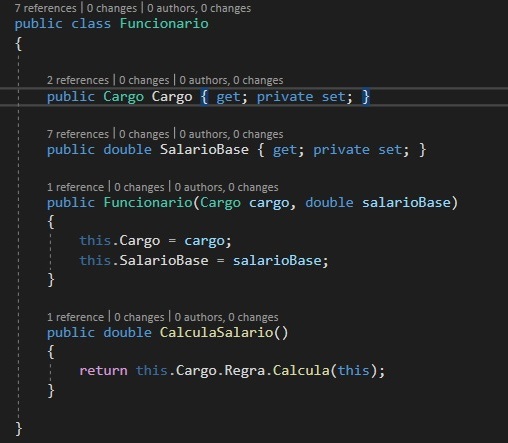 7 references | 0 changes | 0 authors, 0 changes
public class Funcionario
{
2 references | 0 changes | 0 authors, 0 changes
public Cargo Cargo { get; private set; }
7 references | 0 changes | 0 authors, 0 changes
public double SalarioBase { get; private set; }
1 reference | 0 changes | 0 authors, 0 changes
public Funcionario(Cargo cargo, double salarioBase)
{
this.Cargo = cargo;
this.SalarioBase = salarioBase;
}
1 reference | 0 changes | 0 authors, 0 changes
public double CalculaSalario()
{
return this.Cargo.Regra.Calcula(this);
}
}